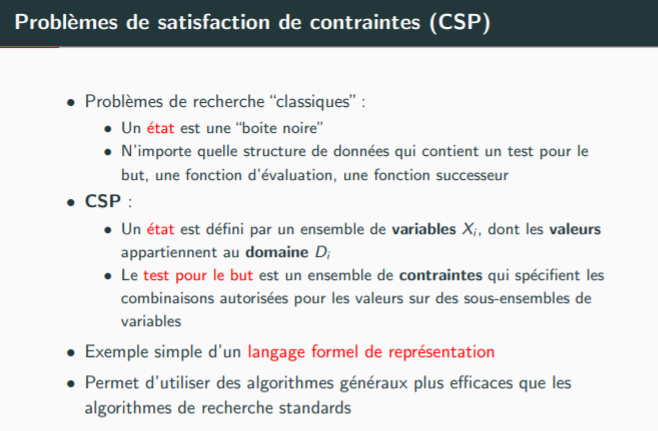 Problèmes de satisfaction de contraintes (CSP)
• Problèmes de recherche “classiques” :
• Un état est une “boite noire”
• N'importe quelle structure de données qui contient un test pour le
but, une fonction d'évaluation, une fonction successeur
• CSP :
• Un état est défini par un ensemble de variables Xᵢ, dont les valeurs
appartiennent au domaine Dᵢ
• Le test pour le but est un ensemble de contraintes qui spécifient les
combinaisons autorisées pour les valeurs sur des sous-ensembles de
variables
• Exemple simple d'un langage formel de représentation
• Permet d'utiliser des algorithmes généraux plus efficaces que les
algorithmes de recherche standards